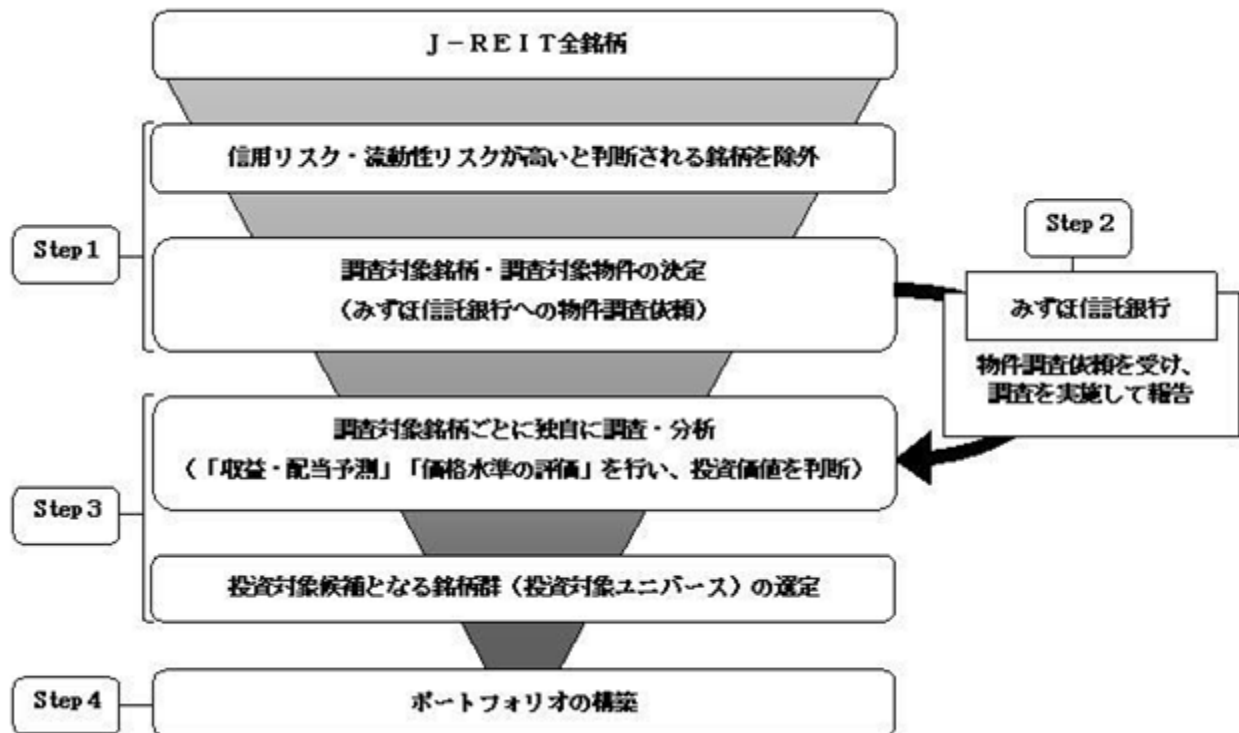 J－REIT全銘柄
信用リスク・流動性リスクが高いと判断される銘柄を除外
Step1
調査対象銘柄・調査対象物件の決定
（みずほ信託銀行への物件調査依頼）
Step2
みずほ信託銀行
物件調査依頼を受け、
調査を実施して報告
Step3
調査対象銘柄ごとに独自に調査・分析
（「収益・配当予測」「価格水準の評価」を行い、投資価値を判断）
投資対象候補となる銘柄群（投資対象ユニバース）の選定
Step4
ポートフォリオの構築